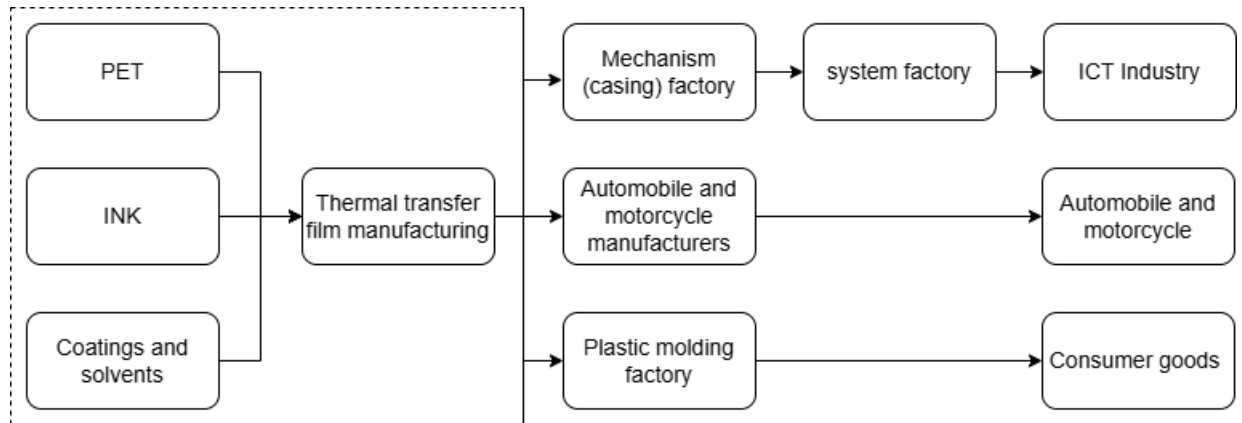 PET
Mechanism
(casing) factory
system factory
ICT Industry
INK
Thermal transfer
film manufacturing
Automobile and
motorcycle
manufacturers
Automobile and
motorcycle
Coatings and
solvents
Plastic molding
factory
Consumer goods